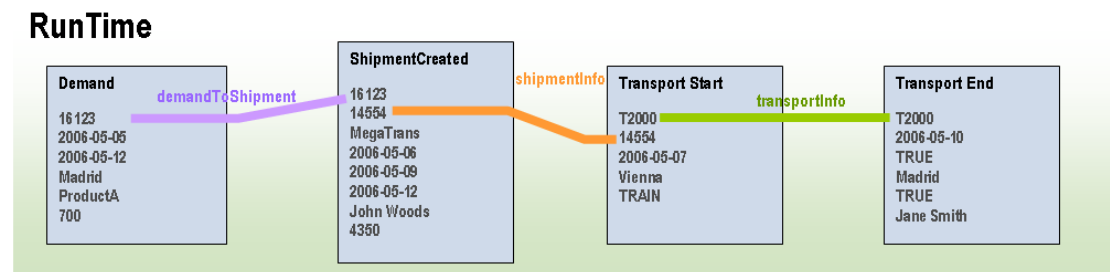 RunTime
Demand
16123
2006-05-05
2006-05-12
Madrid
ProductA
700
demandToShipment
ShipmentCreated
16123
14554
MegaTrans
2006-05-06
2006-05-09
2006-05-12
John Woods
4350
shipmentInfo
Transport Start
T2000
14554
2006-05-07
Vienna
TRAIN
transportInfo
Transport End
T2000
2006-05-10
TRUE
Madrid
TRUE
Jane Smith